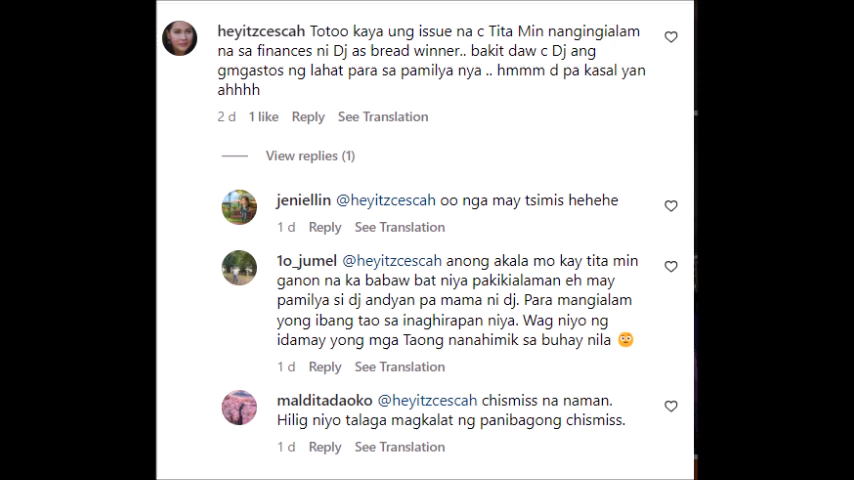 heyitzcescah Totoo kaya ung issue na c Tita Min nangingialam
na sa finances ni Dj as bread winner.. bakit daw c Dj ang
gmgastos ng lahat para sa pamilya nya .. hmmm d pa kasal yan
ahhhh
2 d 1 like Reply See Translation
View replies (1)
jeniellin @heyitzcescah oo nga may tsimis hehehe
1 d Reply See Translation
1o_jumel @heyitzcescah anong akala mo kay tita min
ganon na ka babaw bat niya pakikialaman eh may
pamilya si dj andyan pa mama ni dj. Para mangialam
yong ibang tao sa inaghirapan niya. Wag niyo ng
idamay yong mga Taong nanahimik sa buhay nila 😳
1 d Reply See Translation
malditadaoko @heyitzcescah chismiss na naman.
Hilig niyo talaga magkalat ng panibagong chismiss.
1 d Reply See Translation